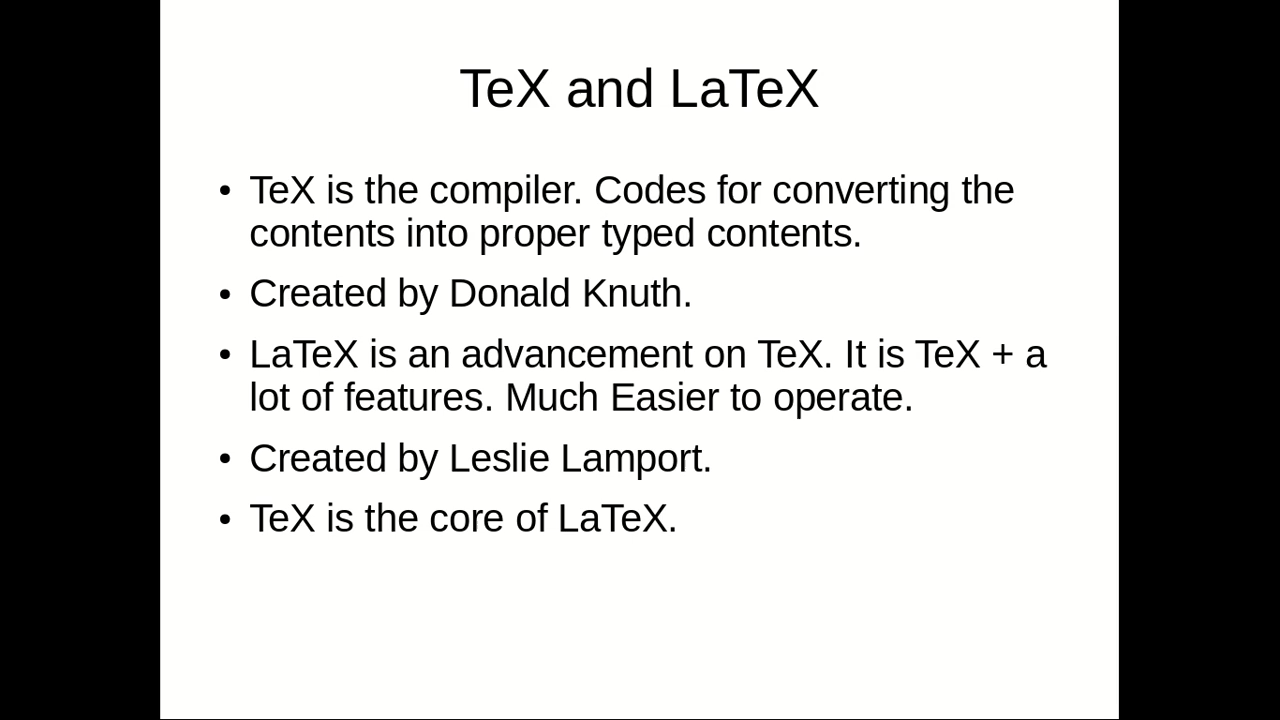 TeX and LaTeX
• TeX is the compiler. Codes for converting the
contents into proper typed contents.
• Created by Donald Knuth.
• LaTeX is an advancement on TeX. It is TeX + a
lot of features. Much Easier to operate.
• Created by Leslie Lamport.
• TeX is the core of LaTeX.